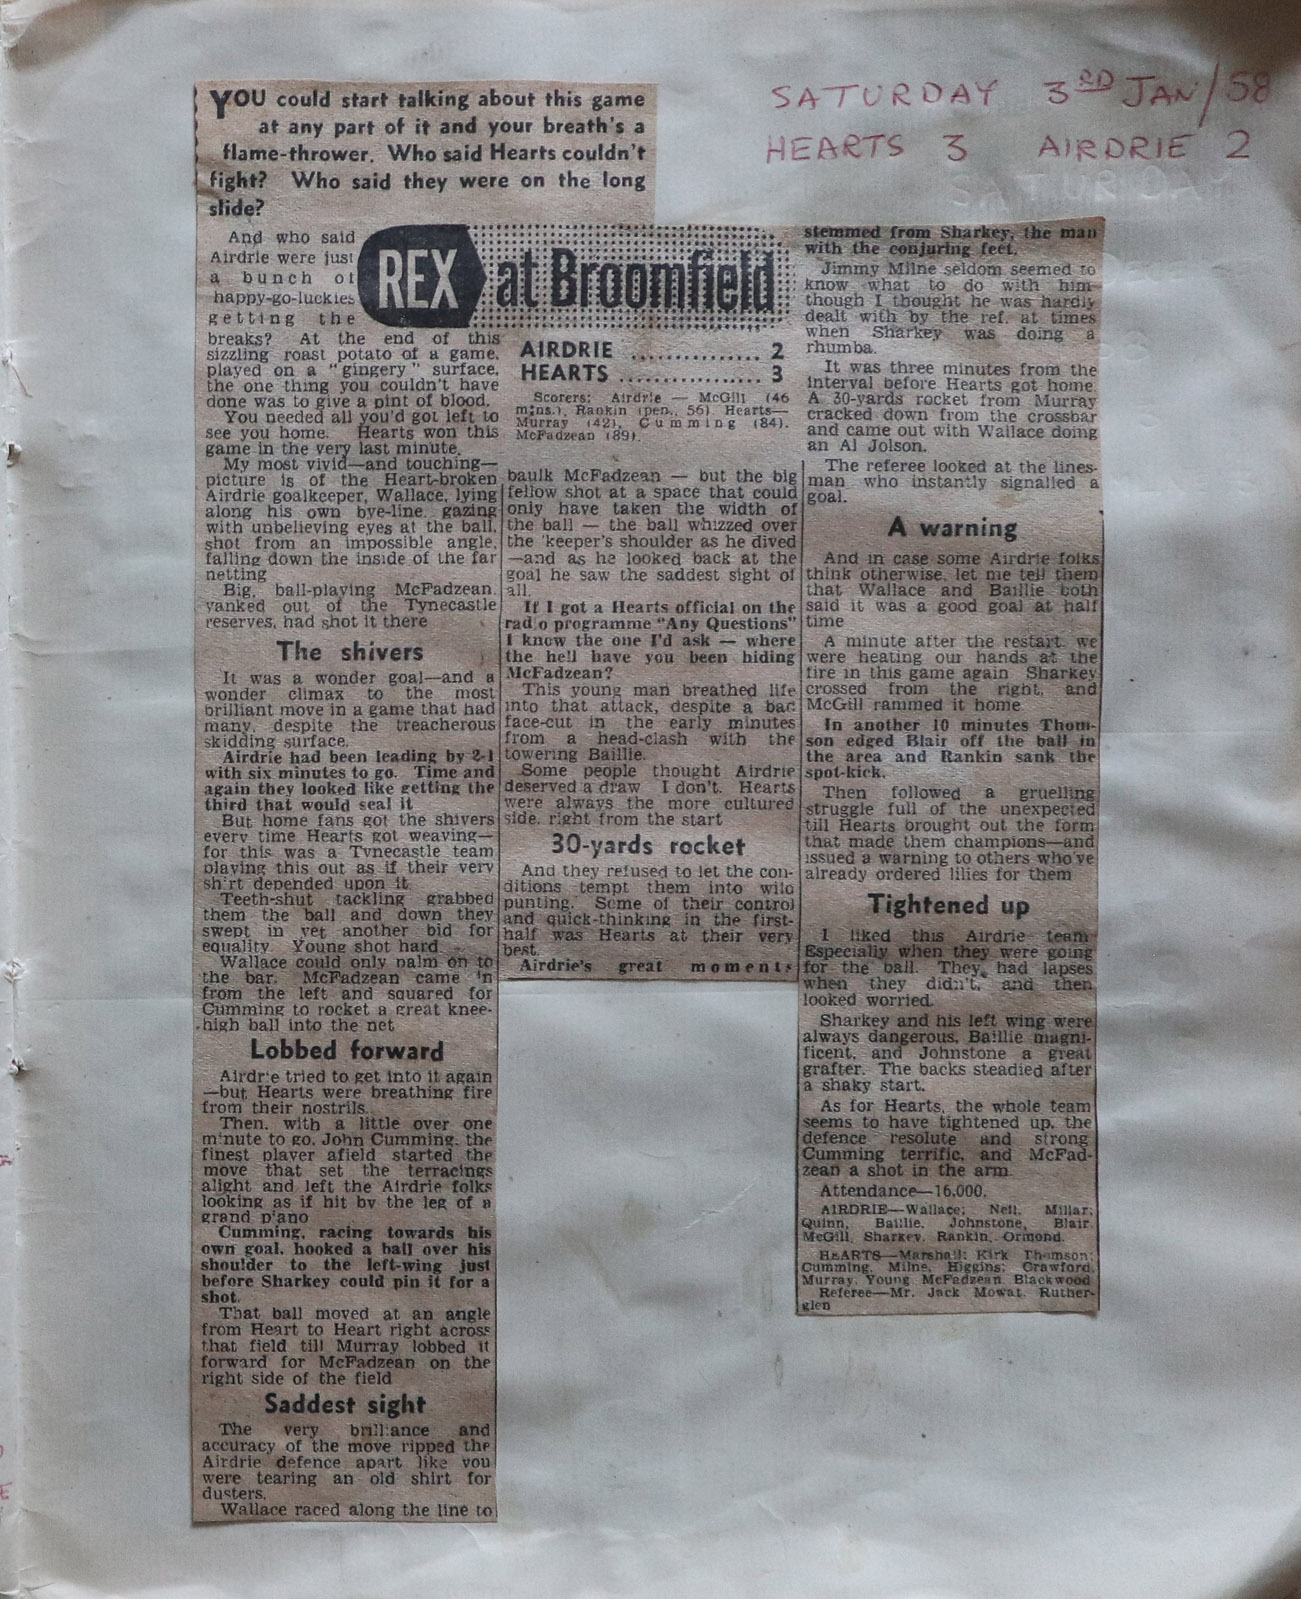 SATURDAY 3RD JAN/58
HEARTS 3 AIRDRIE 2
YOU could start talking about this game
at any part of it and your breath's a
flame-thrower. Who said Hearts couldn't
fight? Who said they were on the long
slide?
And who said
Airdrie were just
a bunch of
happy-go-luckies
getting the
breaks? At the end of this
sizzling roast potato of a game,
played on a "gingery" surface,
the one thing you couldn't have
done was to give a pint of blood.
You needed all you'd got left to
see you home. Hearts won this
game in the very last minute.
My most vivid—and touching—
picture is of the Heart-broken
Airdrie goalkeeper, Wallace, lying
along his own bye-line, gazing
with unbelieving eyes at the ball,
shot from an impossible angle,
falling down the inside of the far
netting
Big, ball-playing McFadzean,
yanked out of the Tynecastle
reserves, had shot it there
The shivers
It was a wonder goal—and a
wonder climax to the most
brilliant move in a game that had
many, despite the treacherous
skidding surface.
Airdrie had been leading by 2-1
with six minutes to go. Time and
again they looked like getting the
third that would seal it
But home fans got the shivers
every time Hearts got weaving—
for this was a Tynecastle team
playing this out as if their very
shirt depended upon it
Teeth-shut tackling grabbed
them the ball and down they
swept in yet another bid for
equality. Young shot hard
Wallace could only palm on to
the bar. McFadzean came in
from the left and squared for
Cumming to rocket a great knee-
high ball into the net
Lobbed forward
Airdrie tried to get into it again
—but Hearts were breathing fire
from their nostrils.
Then, with a little over one
minute to go, John Cumming, the
finest player afield started the
move that set the terracings
alight and left the Airdrie folks
looking as if hit by the leg of a
grand piano
Cumming, racing towards his
own goal, hooked a ball over his
shoulder to the left-wing just
before Sharkey could pin it for a
shot.
That ball moved at an angle
from Heart to Heart right across
that field till Murray lobbed it
forward for McFadzean on the
right side of the field
Saddest sight
The very brilliance and
accuracy of the move ripped the
Airdrie defence apart like you
were tearing an old shirt for
dusters.
Wallace raced along the line to
REX at Broomfield
AIRDRIE .............. 2
HEARTS ................ 3
Scorers: Airdrie — McGill (46
mins.), Rankin (pen., 56). Hearts—
Murray (42), Cumming (84),
McFadzean (89).
baulk McFadzean — but the big
fellow shot at a space that could
only have taken the width of
the ball — the ball whizzed over
the 'keeper's shoulder as he dived
—and as he looked back at the
goal he saw the saddest sight of
all.
If I got a Hearts official on the
radio programme "Any Questions"
I know the one I'd ask — where
the hell have you been hiding
McFadzean?
This young man breathed life
into that attack, despite a bad
face-cut in the early minutes
from a head-clash with the
towering Baillie.
Some people thought Airdrie
deserved a draw I don't. Hearts
were always the more cultured
side, right from the start
30-yards rocket
And they refused to let the con-
ditions tempt them into wild
punting. Some of their control
and quick-thinking in the first-
half was Hearts at their very
best.
Airdrie's great moments
stemmed from Sharkey, the man
with the conjuring feet.
Jimmy Milne seldom seemed to
know what to do with him
though I thought he was hardly
dealt with by the ref. at times
when Sharkey was doing a
rhumba.
It was three minutes from the
interval before Hearts got home.
A 30-yards rocket from Murray
cracked down from the crossbar
and came out with Wallace doing
an Al Jolson.
The referee looked at the lines-
man who instantly signalled a
goal.
A warning
And in case some Airdrie folks
think otherwise, let me tell them
that Wallace and Baillie both
said it was a good goal at half
time
A minute after the restart, we
were heating our hands at the
fire in this game again Sharkey
crossed from the right, and
McGill rammed it home
In another 10 minutes Thom-
son edged Blair off the ball in
the area and Rankin sank the
spot-kick.
Then followed a gruelling
struggle full of the unexpected
till Hearts brought out the form
that made them champions—and
issued a warning to others who've
already ordered lilies for them
Tightened up
I liked this Airdrie team
Especially when they were going
for the ball. They had lapses
when they didn't, and then
looked worried.
Sharkey and his left wing were
always dangerous, Baillie magni-
ficent, and Johnstone a great
grafter. The backs steadied after
a shaky start.
As for Hearts, the whole team
seems to have tightened up, the
defence resolute and strong
Cumming terrific, and McFad-
zean a shot in the arm.
Attendance—16,000.
AIRDRIE—Wallace; Neil, Millar;
Quinn, Baillie, Johnstone, Blair
McGill, Sharkey, Rankin, Ormond.
HEARTS—Marshall; Kirk Thomson;
Cumming, Milne, Higgins; Crawford,
Murray, Young McFadzean, Blackwood
Referee—Mr. Jack Mowat, Ruther-
glen